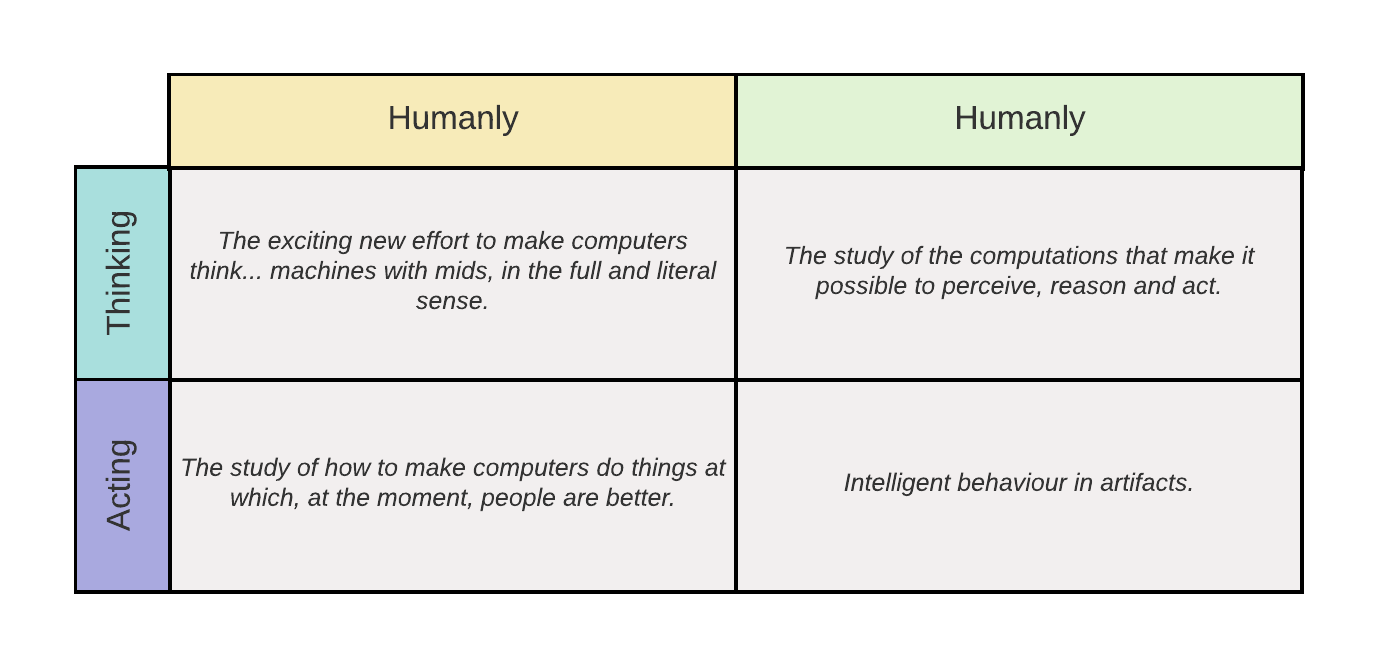 Humanly
Humanly
Thinking
The exciting new effort to make computers
think... machines with mids, in the full and literal
sense.
The study of the computations that make it
possible to perceive, reason and act.
Acting
The study of how to make computers do things at
which, at the moment, people are better.
Intelligent behaviour in artifacts.